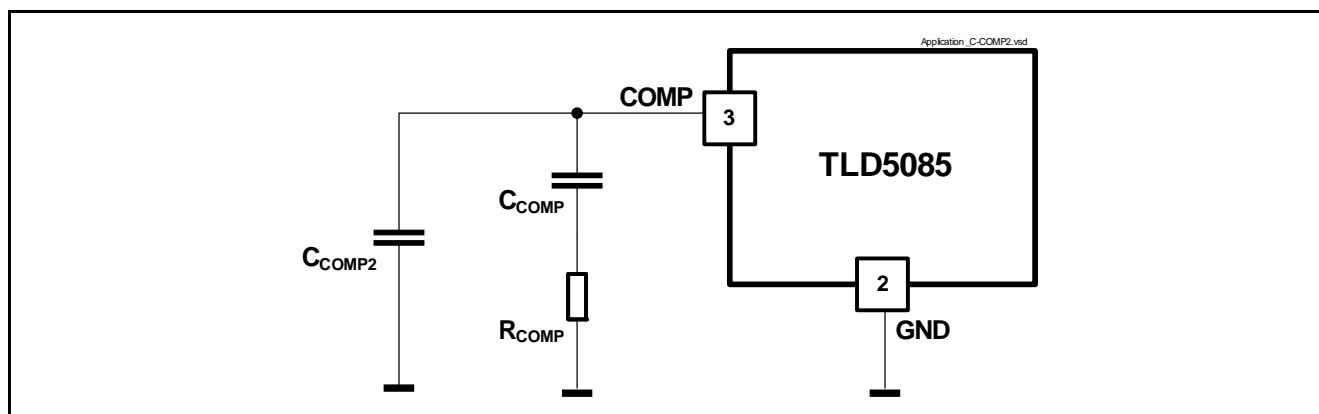 Application_C-COMP2.vsd
COMP
3
TLD5085
CCOMP
CCOMP2
2
RCOMP
GND